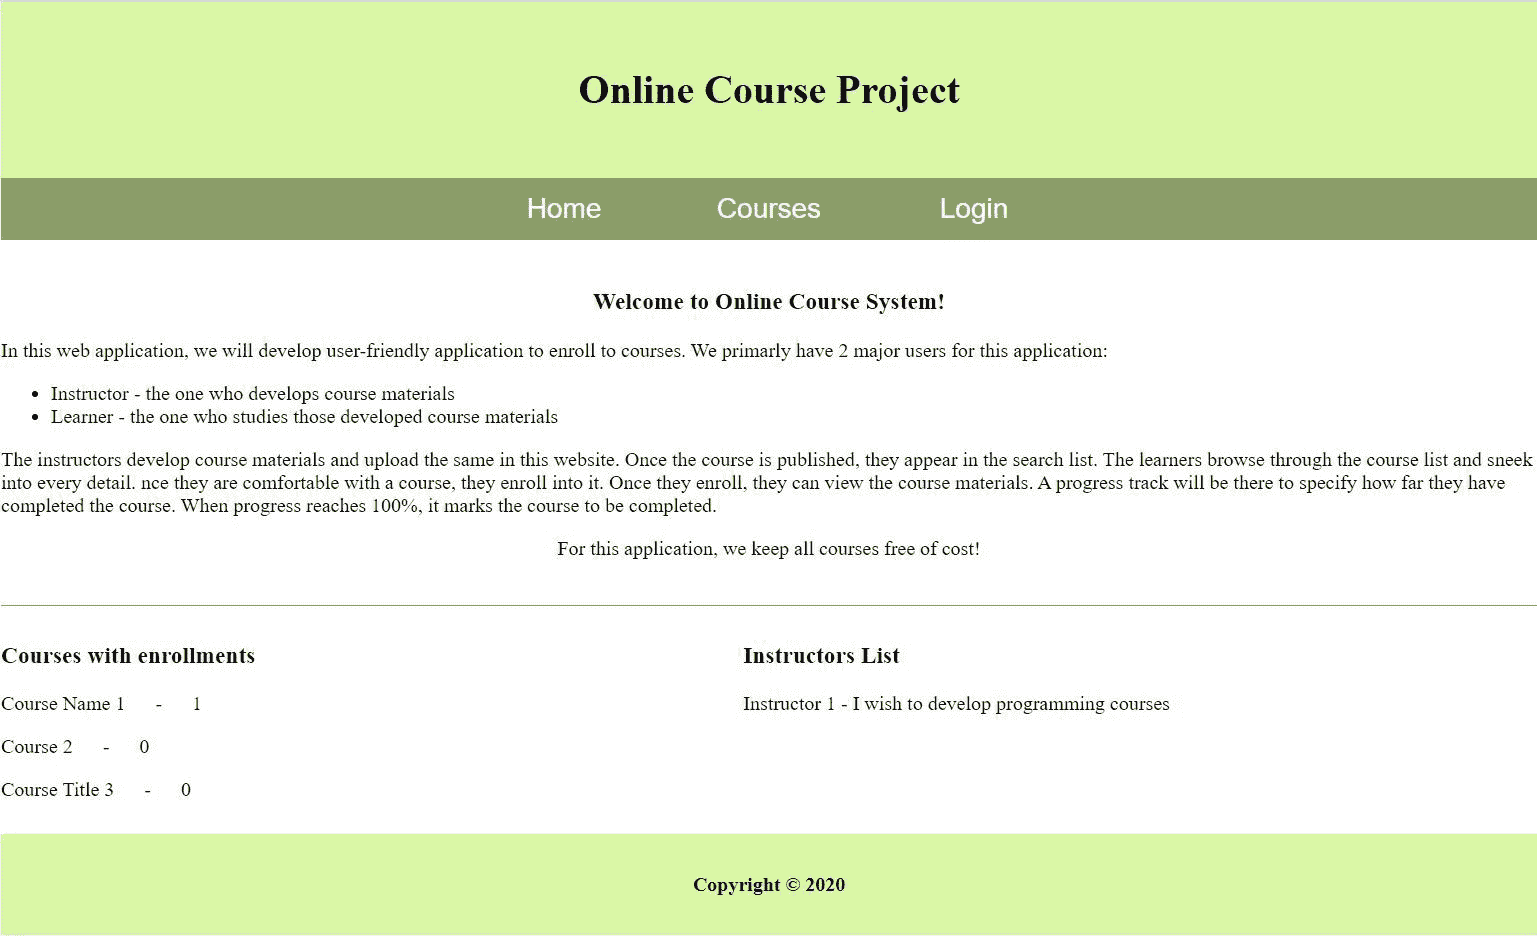 Online Course Project
Home Courses Login
Welcome to Online Course System!
In this web application, we will develop user-friendly application to enroll to courses. We primarly have 2 major users for this application:
• Instructor - the one who develops course materials
• Learner - the one who studies those developed course materials
The instructors develop course materials and upload the same in this website. Once the course is published, they appear in the search list. The learners browse through the course list and sneek
into every detail. nce they are comfortable with a course, they enroll into it. Once they enroll, they can view the course materials. A progress track will be there to specify how far they have
completed the course. When progress reaches 100%, it marks the course to be completed.
For this application, we keep all courses free of cost!
Courses with enrollments
Course Name 1 - 1
Course 2 - 0
Course Title 3 - 0
Instructors List
Instructor 1 - I wish to develop programming courses
Copyright © 2020